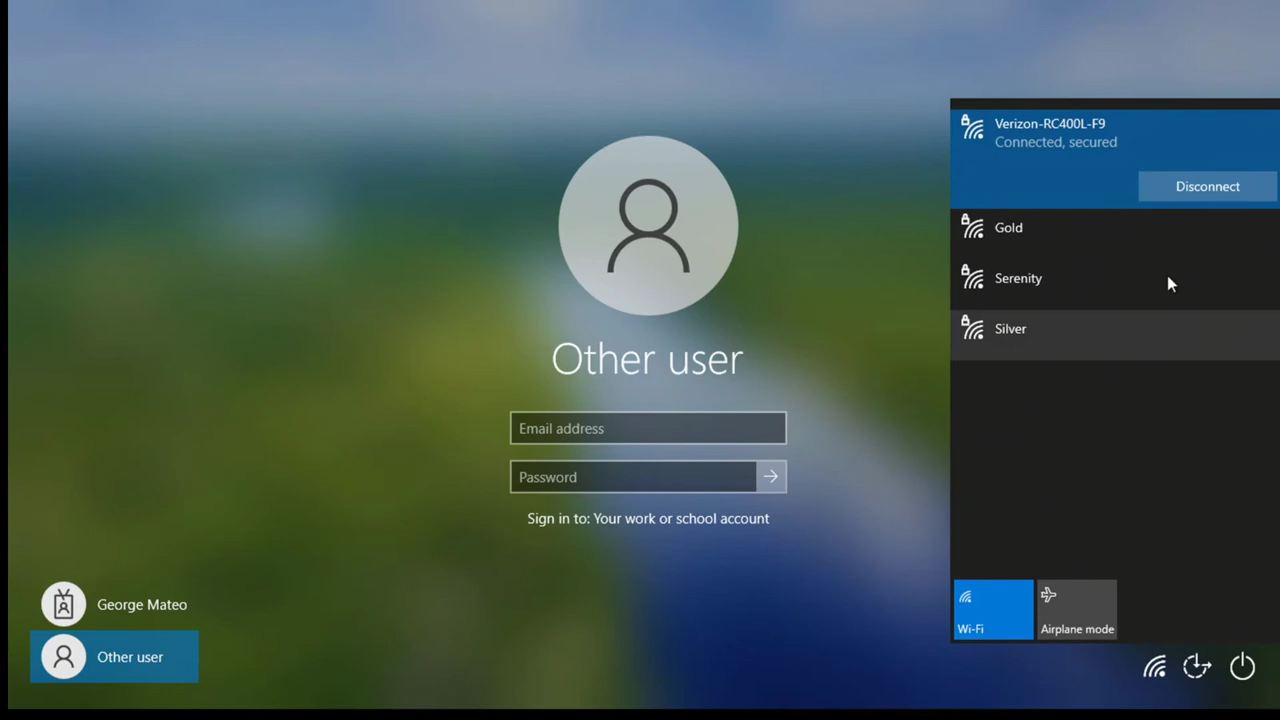 Verizon-RC400L-F9
Connected, secured
Disconnect
Gold
Serenity
Silver
Other user
Email address
Password
Sign in to: Your work or school account
George Mateo
Other user
Wi-Fi
Airplane mode